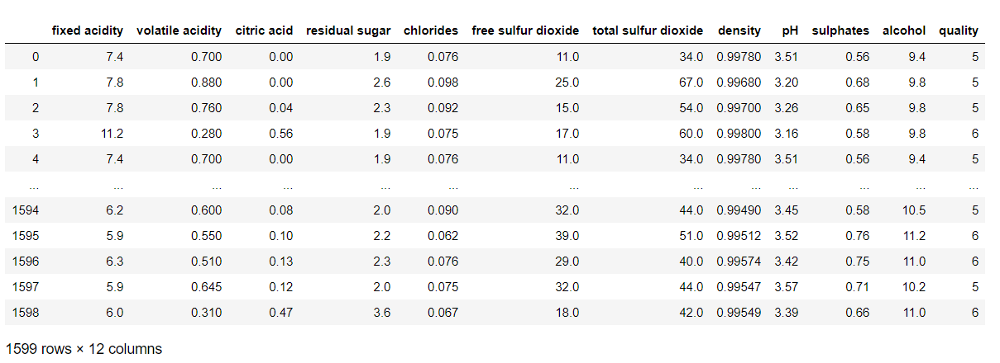 fixed acidity volatile acidity citric acid residual sugar chlorides free sulfur dioxide total sulfur dioxide density pH sulphates alcohol quality
0 7.4 0.700 0.00 1.9 0.076 11.0 34.0 0.99780 3.51 0.56 9.4 5
1 7.8 0.880 0.00 2.6 0.098 25.0 67.0 0.99680 3.20 0.68 9.8 5
2 7.8 0.760 0.04 2.3 0.092 15.0 54.0 0.99700 3.26 0.65 9.8 5
3 11.2 0.280 0.56 1.9 0.075 17.0 60.0 0.99800 3.16 0.58 9.8 6
4 7.4 0.700 0.00 1.9 0.076 11.0 34.0 0.99780 3.51 0.56 9.4 5
... ... ... ... ... ... ... ... ... ... ... ... ...
1594 6.2 0.600 0.08 2.0 0.090 32.0 44.0 0.99490 3.45 0.58 10.5 5
1595 5.9 0.550 0.10 2.2 0.062 39.0 51.0 0.99512 3.52 0.76 11.2 6
1596 6.3 0.510 0.13 2.3 0.076 29.0 40.0 0.99574 3.42 0.75 11.0 6
1597 5.9 0.645 0.12 2.0 0.075 32.0 44.0 0.99547 3.57 0.71 10.2 5
1598 6.0 0.310 0.47 3.6 0.067 18.0 42.0 0.99549 3.39 0.66 11.0 6
1599 rows × 12 columns